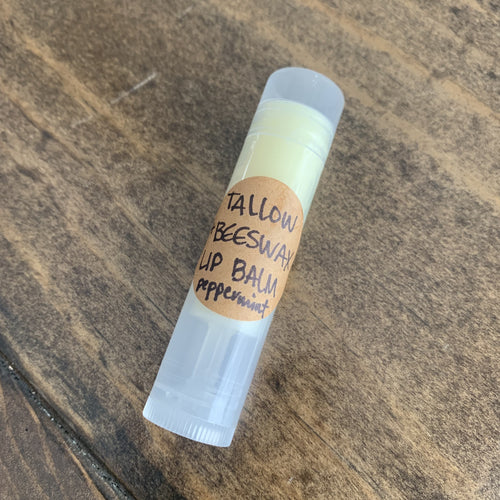 TALLOW
+BEESWAX
LIP BALM
peppermint